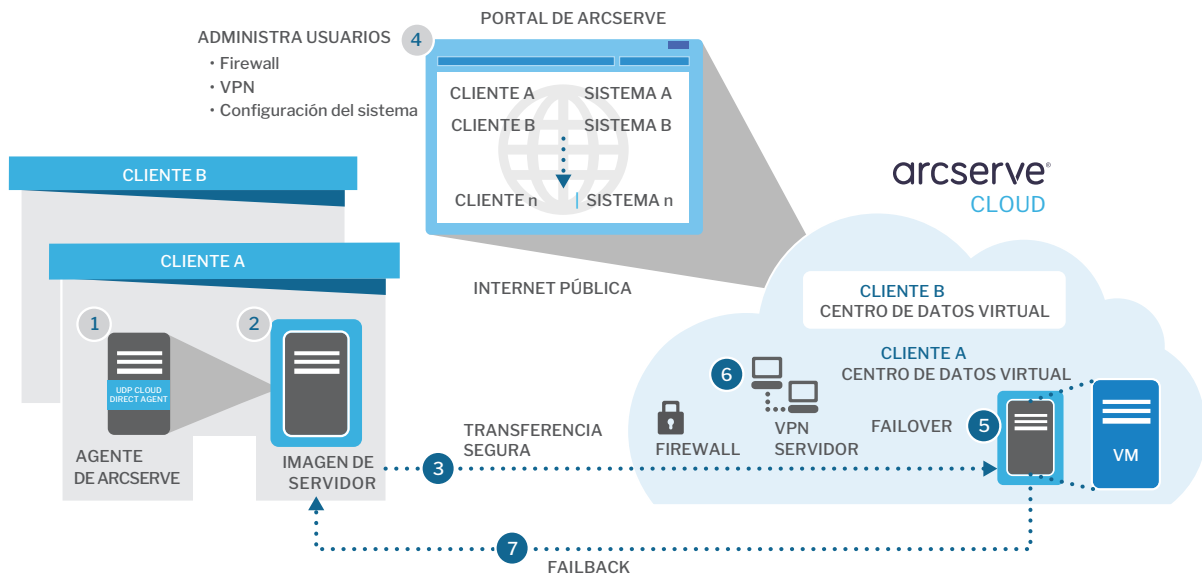 PORTAL DE ARCSERVE
ADMINISTRA USUARIOS
4
• Firewall
• VPN
• Configuración del sistema
CLIENTE A SISTEMA A
CLIENTE B SISTEMA B
CLIENTE n SISTEMA n
arcserve®
CLOUD
CLIENTE B
CLIENTE A
INTERNET PÚBLICA
CLIENTE B
CENTRO DE DATOS VIRTUAL
CLIENTE A
CENTRO DE DATOS VIRTUAL
1
2
UDP CLOUD
DIRECT AGENT
AGENTE
DE ARCSERVE
IMAGEN DE
SERVIDOR
TRANSFERENCIA
SEGURA
3
6
FIREWALL
VPN
SERVIDOR
FAILOVER
5
VM
7
FAILBACK